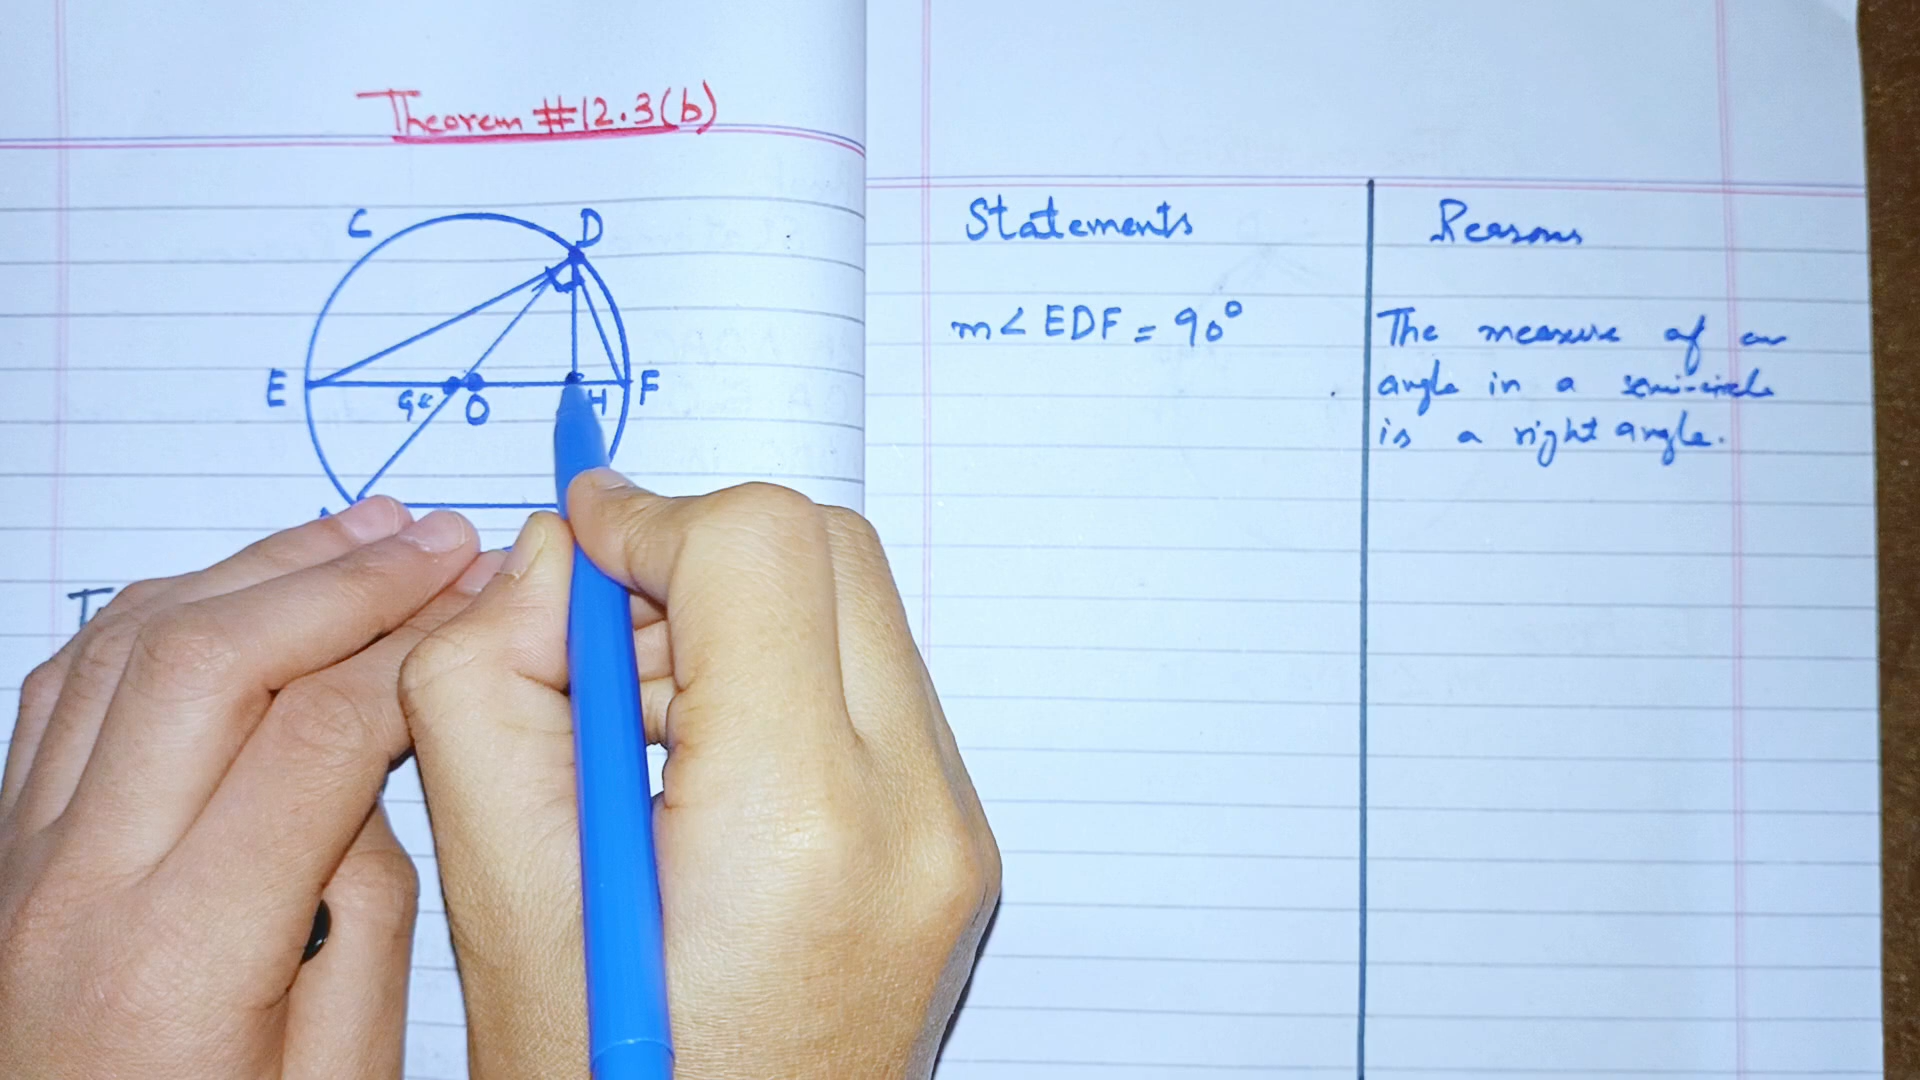 Theorem #12.3(b)
C
D
E
G
O
H
F
Statements
Reasons
m∠EDF = 90°
The measure of an
angle in a semi-circle
is a right angle.